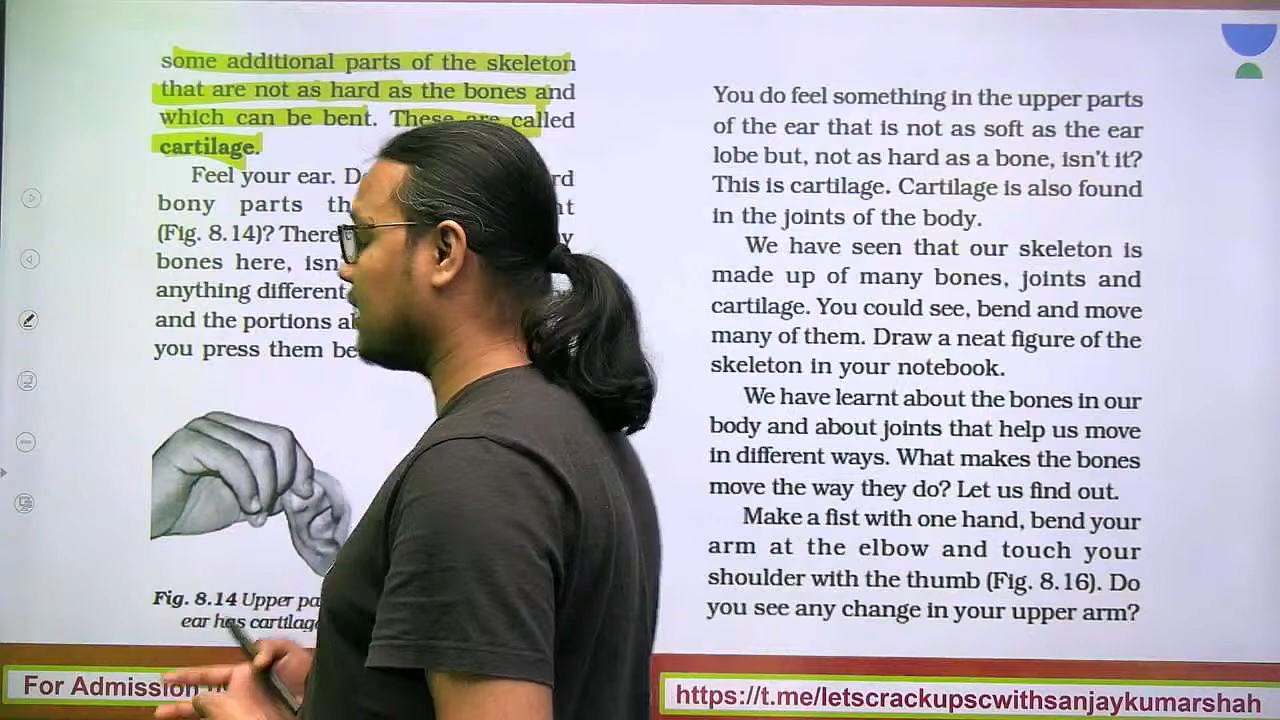 some additional parts of the skeleton
that are not as hard as the bones and
which can be bent. These are called
cartilage.
Feel your ear.
bony parts
(Fig. 8.14)? There
bones here,
anything different
and the portions
you press them
Fig. 8.14 Upper
ear has cartilage
You do feel something in the upper parts
of the ear that is not as soft as the ear
lobe but, not as hard as a bone, isn't it?
This is cartilage. Cartilage is also found
in the joints of the body.
We have seen that our skeleton is
made up of many bones, joints and
cartilage. You could see, bend and move
many of them. Draw a neat figure of the
skeleton in your notebook.
We have learnt about the bones in our
body and about joints that help us move
in different ways. What makes the bones
move the way they do? Let us find out.
Make a fist with one hand, bend your
arm at the elbow and touch your
shoulder with the thumb (Fig. 8.16). Do
you see any change in your upper arm?
For Admission
https://t.me/letscrackupscwithsanjaykumarshah